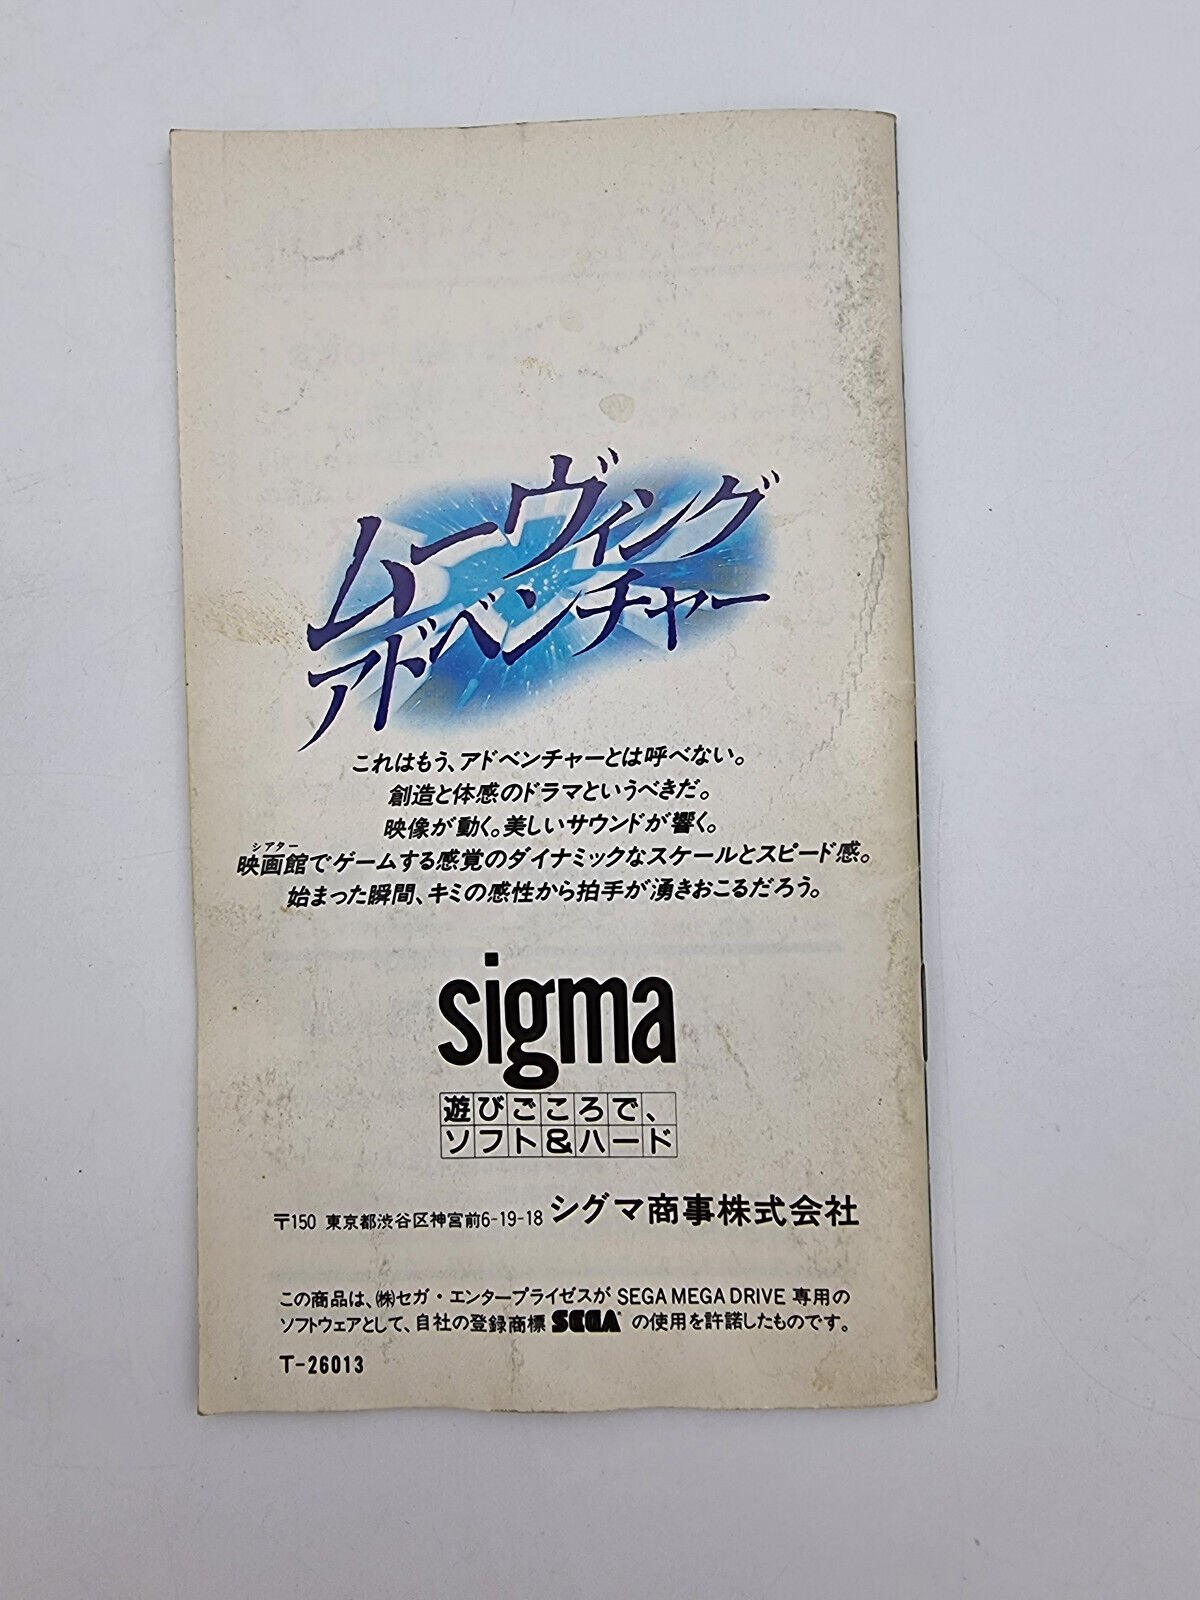 ムーヴィング
アドベンチャー
これはもう、アドベンチャーとは呼べない。
創造と体感のドラマというべきだ。
映像が動く。美しいサウンドが響く。
シアター
映画館でゲームする感覚のダイナミックなスケールとスピード感。
始まった瞬間、キミの感性から拍手が湧きおこるだろう。
sigma
遊びごころで、
ソフト&ハード
〒150 東京都渋谷区神宮前6-19-18 シグマ商事株式会社
この商品は、㈱セガ・エンタープライゼスが SEGA MEGA DRIVE 専用の
ソフトウェアとして、自社の登録商標 SEGA® の使用を許諾したものです。
T-26013